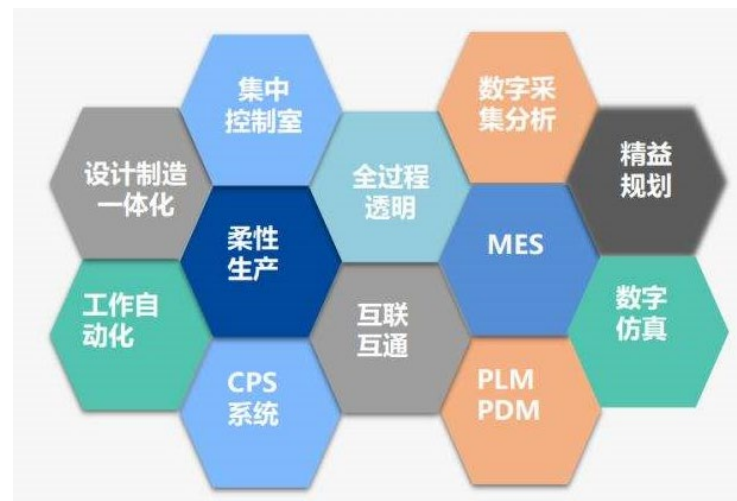 集中
控制室
数字采
集分析
设计制造
一体化
全过程
透明
精益
规划
柔性
生产
MES
工作自
动化
互联
互通
数字
仿真
CPS
系统
PLM
PDM